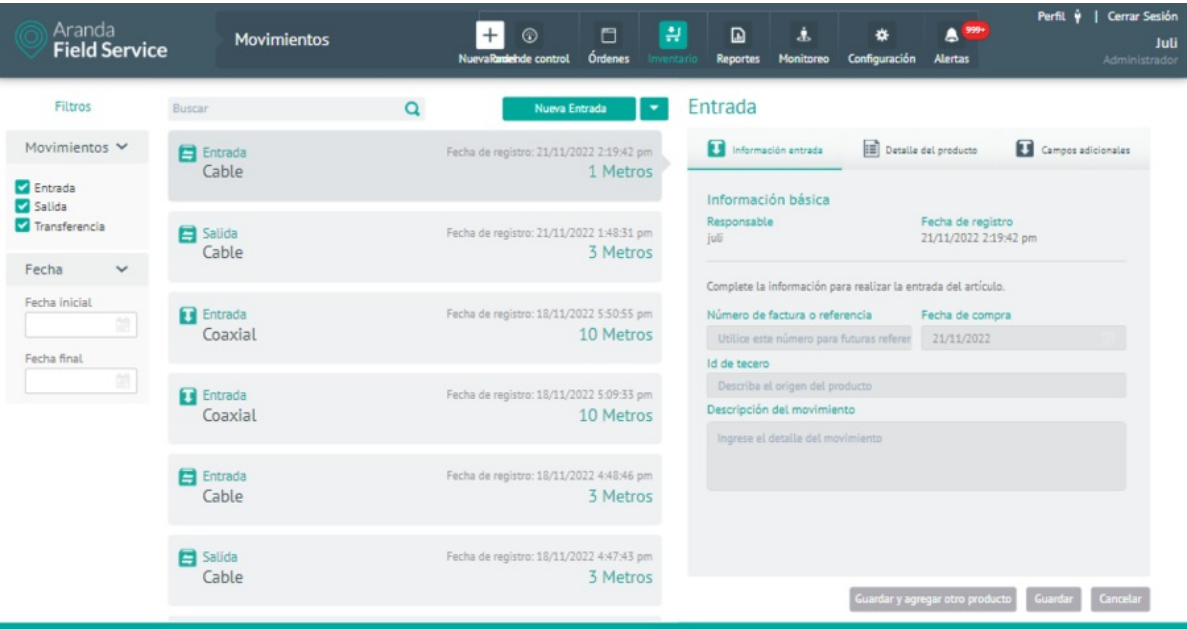 Aranda
Field Service
Movimientos
Nueva
de control
Órdenes
Inventario
Reportes
Monitoreo
Configuración
Alertas
999+
Perfil | Cerrar Sesión
Juli
Administrador
Filtros
Movimientos
Entrada
Salida
Transferencia
Fecha
Fecha inicial
Fecha final
Buscar
Nueva Entrada
Entrada Fecha de registro: 21/11/2022 2:19:42 pm
Cable 1 Metros
Salida Fecha de registro: 21/11/2022 1:48:31 pm
Cable 3 Metros
Entrada Fecha de registro: 18/11/2022 5:50:55 pm
Coaxial 10 Metros
Entrada Fecha de registro: 18/11/2022 5:09:33 pm
Coaxial 10 Metros
Entrada Fecha de registro: 18/11/2022 4:48:46 pm
Cable 3 Metros
Salida Fecha de registro: 18/11/2022 4:47:43 pm
Cable 3 Metros
Entrada
Información entrada
Detalle del producto
Campos adicionales
Información básica
Responsable Fecha de registro
juli 21/11/2022 2:19:42 pm
Complete la información para realizar la entrada del artículo.
Número de factura o referencia Fecha de compra
Utilice este número para futuras referer 21/11/2022
Id de tecero
Describa el origen del producto
Descripción del movimiento
Ingrese el detalle del movimiento
Guardar y agregar otro producto
Guardar
Cancelar